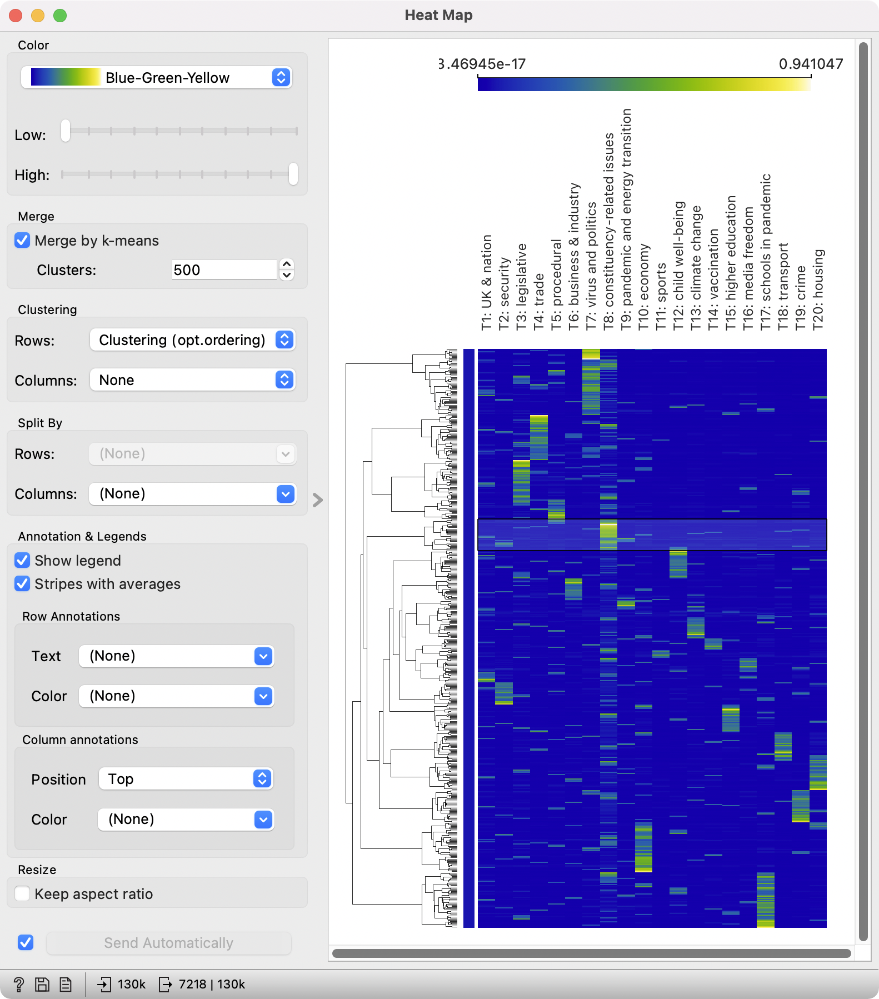 Heat Map
Color
Blue-Green-Yellow
Low:
High:
Merge
Merge by k-means
Clusters:
500
Clustering
Rows:
Clustering (opt.ordering)
Columns:
None
Split By
Rows:
(None)
Columns:
(None)
Annotation & Legends
Show legend
Stripes with averages
Row Annotations
Text
(None)
Color
(None)
Column annotations
Position
Top
Color
(None)
Resize
Keep aspect ratio
Send Automatically
130k
7218 | 130k
3.46945e-17
0.941047
T1: UK & nation
T2: security
T3: legislative
T4: trade
T5: procedural
T6: business & industry
T7: virus and politics
T8: constituency-related issues
T9: pandemic and energy transition
T10: economy
T11: sports
T12: child well-being
T13: climate change
T14: vaccination
T15: higher education
T16: media freedom
T17: schools in pandemic
T18: transport
T19: crime
T20: housing